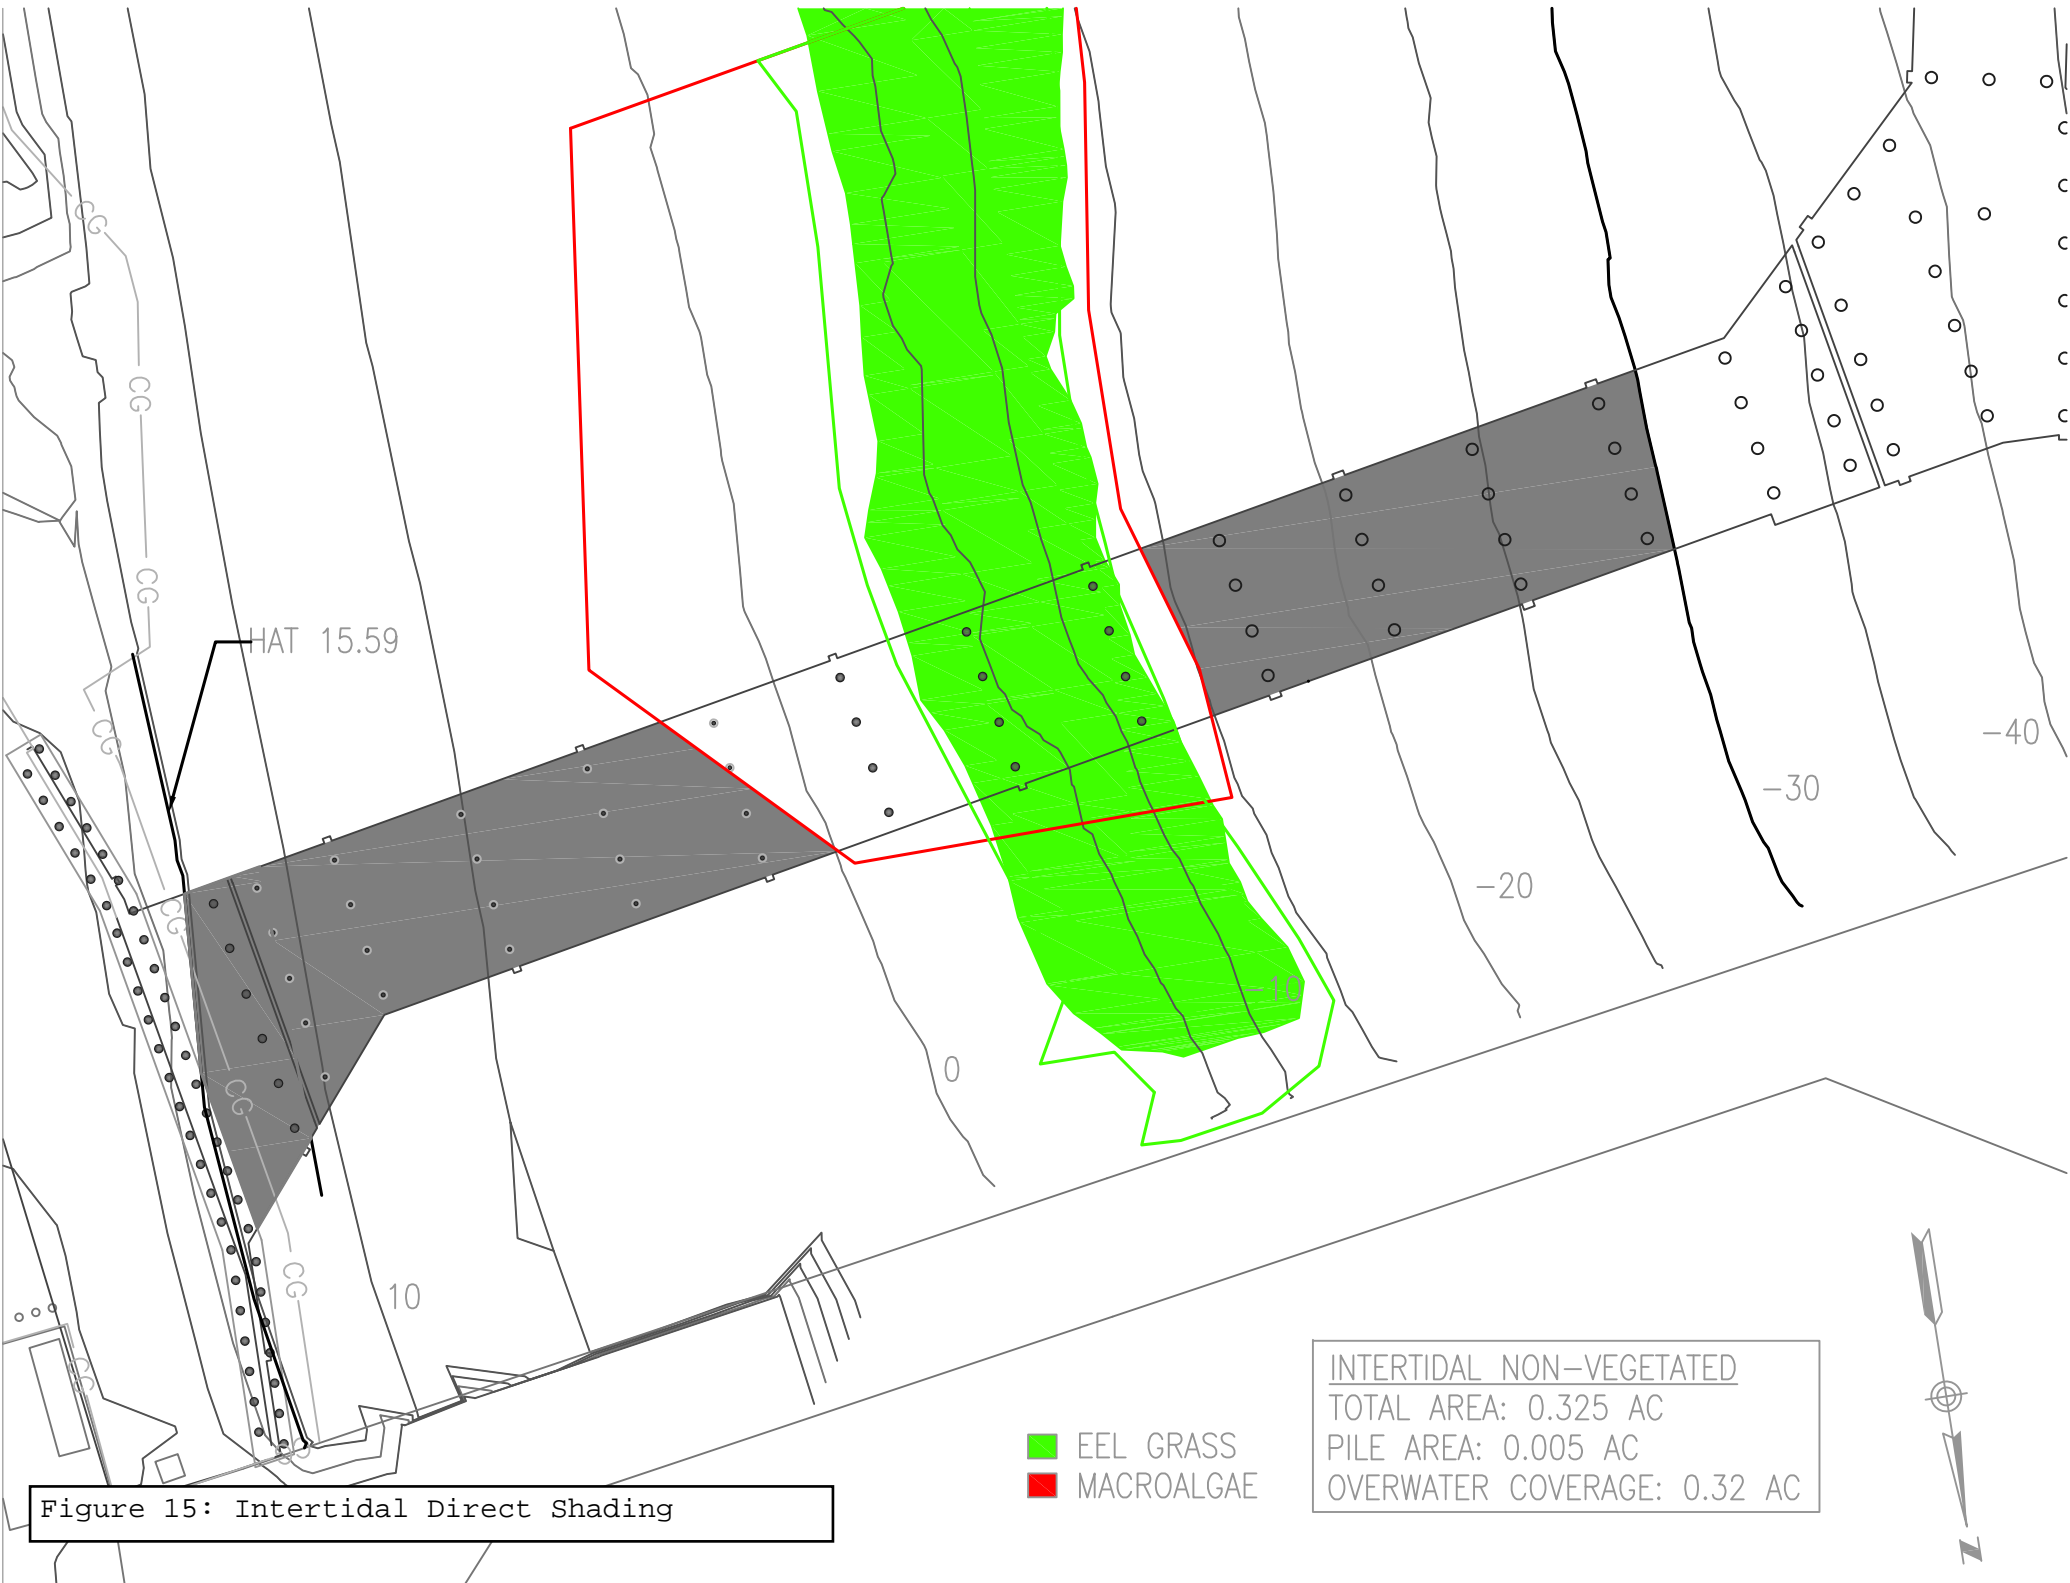 CG
CG
CG
HAT 15.59
CG
CG
CG
CG
CG
CG
-40
-30
-20
-10
0
10
EEL GRASS
MACROALGAE
INTERTIDAL NON-VEGETATED
TOTAL AREA: 0.325 AC
PILE AREA: 0.005 AC
OVERWATER COVERAGE: 0.32 AC
Figure 15: Intertidal Direct Shading
N